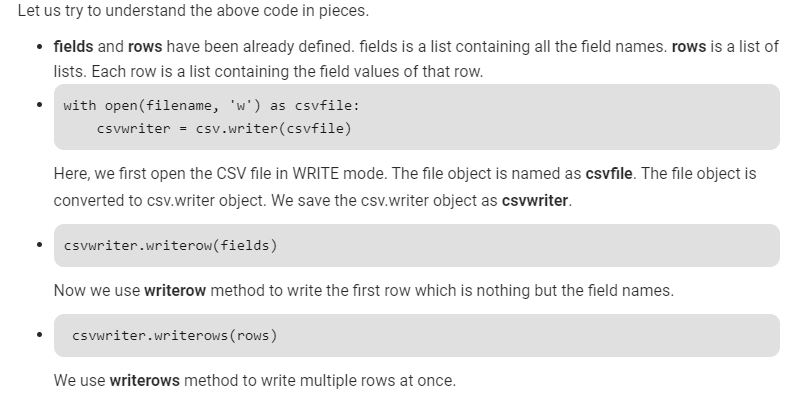 Let us try to understand the above code in pieces.
• fields and rows have been already defined. fields is a list containing all the field names. rows is a list of
lists. Each row is a list containing the field values of that row.
• with open(filename, 'w') as csvfile:
    csvwriter = csv.writer(csvfile)
Here, we first open the CSV file in WRITE mode. The file object is named as csvfile. The file object is
converted to csv.writer object. We save the csv.writer object as csvwriter.
• csvwriter.writerow(fields)
Now we use writerow method to write the first row which is nothing but the field names.
• csvwriter.writerows(rows)
We use writerows method to write multiple rows at once.